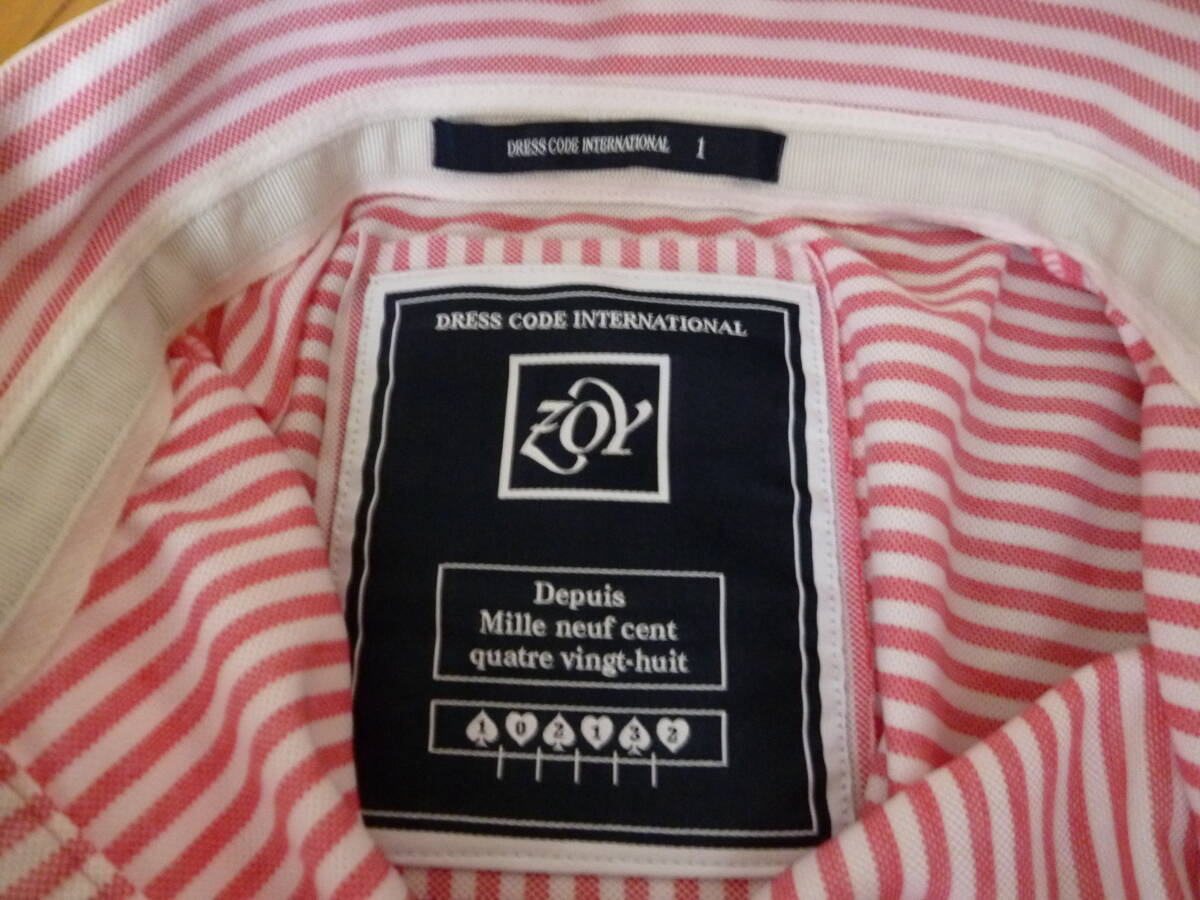 DRESS CODE INTERNATIONAL 1
DRESS CODE INTERNATIONAL
ZOY
Depuis
Mille neuf cent
quatre vingt-huit
1 0 2 1 3 2